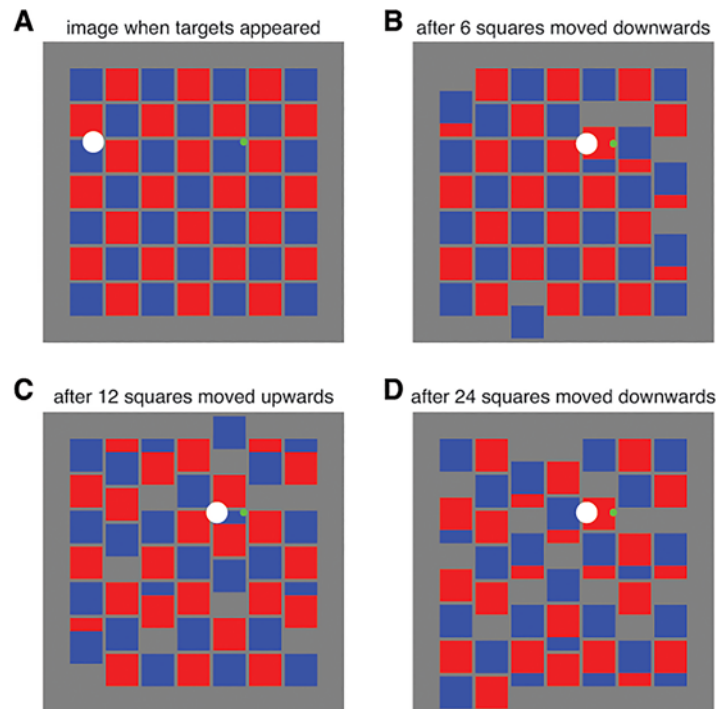 A image when targets appeared
B after 6 squares moved downwards
C after 12 squares moved upwards
D after 24 squares moved downwards